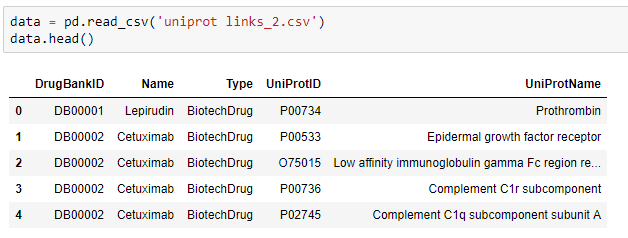 data = pd.read_csv('uniprot links_2.csv')
data.head()
DrugBankID Name Type UniProtID UniProtName
0 DB00001 Lepirudin BiotechDrug P00734 Prothrombin
1 DB00002 Cetuximab BiotechDrug P00533 Epidermal growth factor receptor
2 DB00002 Cetuximab BiotechDrug O75015 Low affinity immunoglobulin gamma Fc region re...
3 DB00002 Cetuximab BiotechDrug P00736 Complement C1r subcomponent
4 DB00002 Cetuximab BiotechDrug P02745 Complement C1q subcomponent subunit A